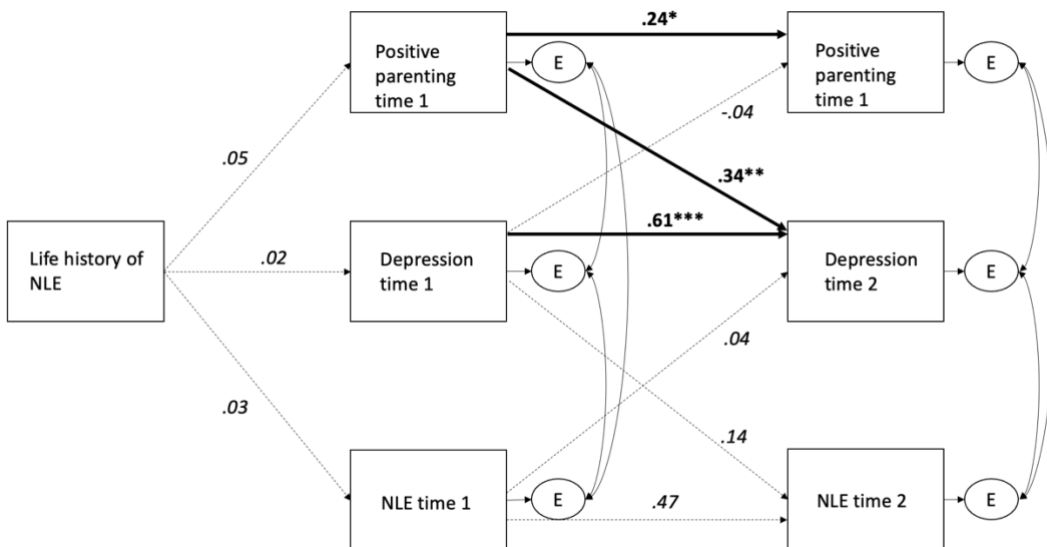 .24*
Positive
parenting
time 1
E
Positive
parenting
time 1
E
-.04
.05
.34**
.61***
Life history of
NLE
.02
Depression
time 1
E
Depression
time 2
E
.04
.03
.14
NLE time 1
E
.47
NLE time 2
E